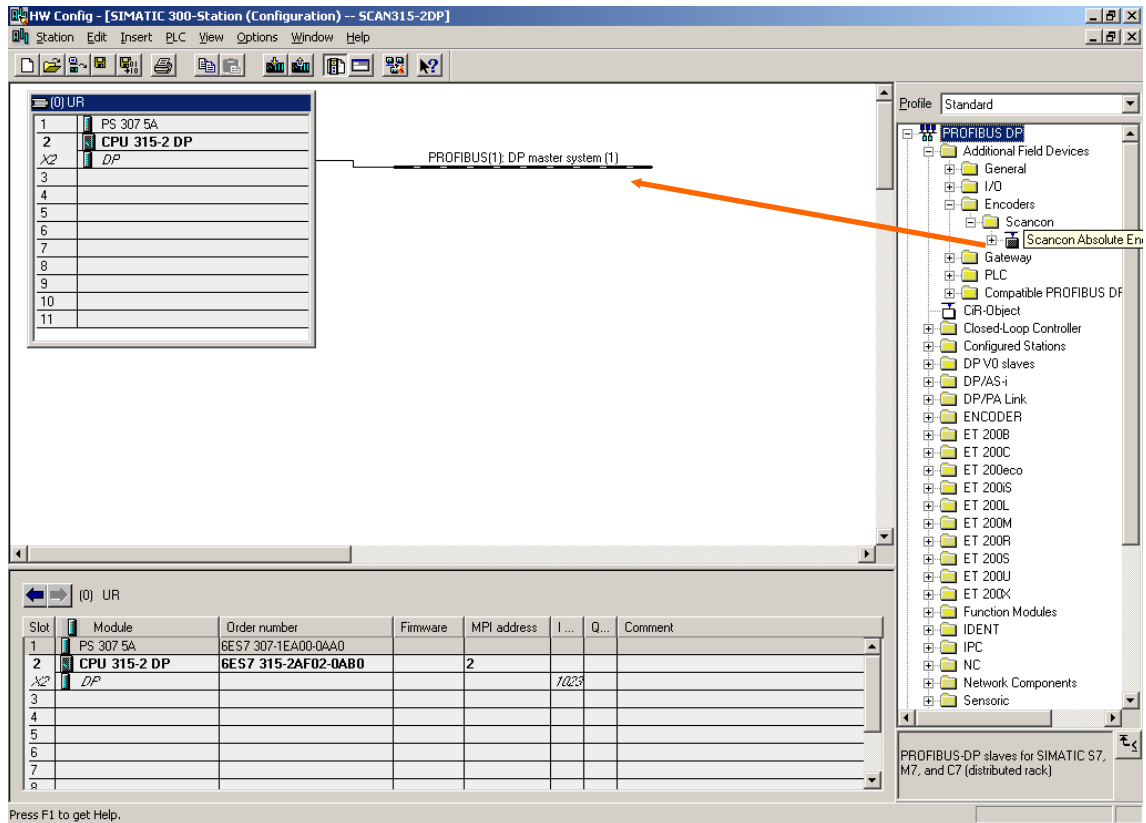 HW Config - [SIMATIC 300-Station (Configuration) -- SCAN315-2DP]
Station Edit Insert PLC View Options Window Help
(0) UR
1 PS 307 5A
2 CPU 315-2 DP
X2 DP
3
4
5
6
7
8
9
10
11
PROFIBUS(1): DP master system (1)
Profile Standard
PROFIBUS DP
Additional Field Devices
General
I/O
Encoders
Scancon
Scancon Absolute En
Gateway
PLC
Compatible PROFIBUS DP
CiR-Object
Closed-Loop Controller
Configured Stations
DP V0 slaves
DP/AS-i
DP/PA Link
ENCODER
ET 200B
ET 200C
ET 200eco
ET 200iS
ET 200L
ET 200M
ET 200R
ET 200S
ET 200U
ET 200X
Function Modules
IDENT
IPC
NC
Network Components
Sensoric
PROFIBUS-DP slaves for SIMATIC S7,
M7, and C7 (distributed rack)
(0) UR
Slot Module Order number Firmware MPI address I ... Q... Comment
1 PS 307 5A 6ES7 307-1EA00-0AA0
2 CPU 315-2 DP 6ES7 315-2AF02-0AB0 2
X2 DP 1023
3
4
5
6
7
8
Press F1 to get Help.